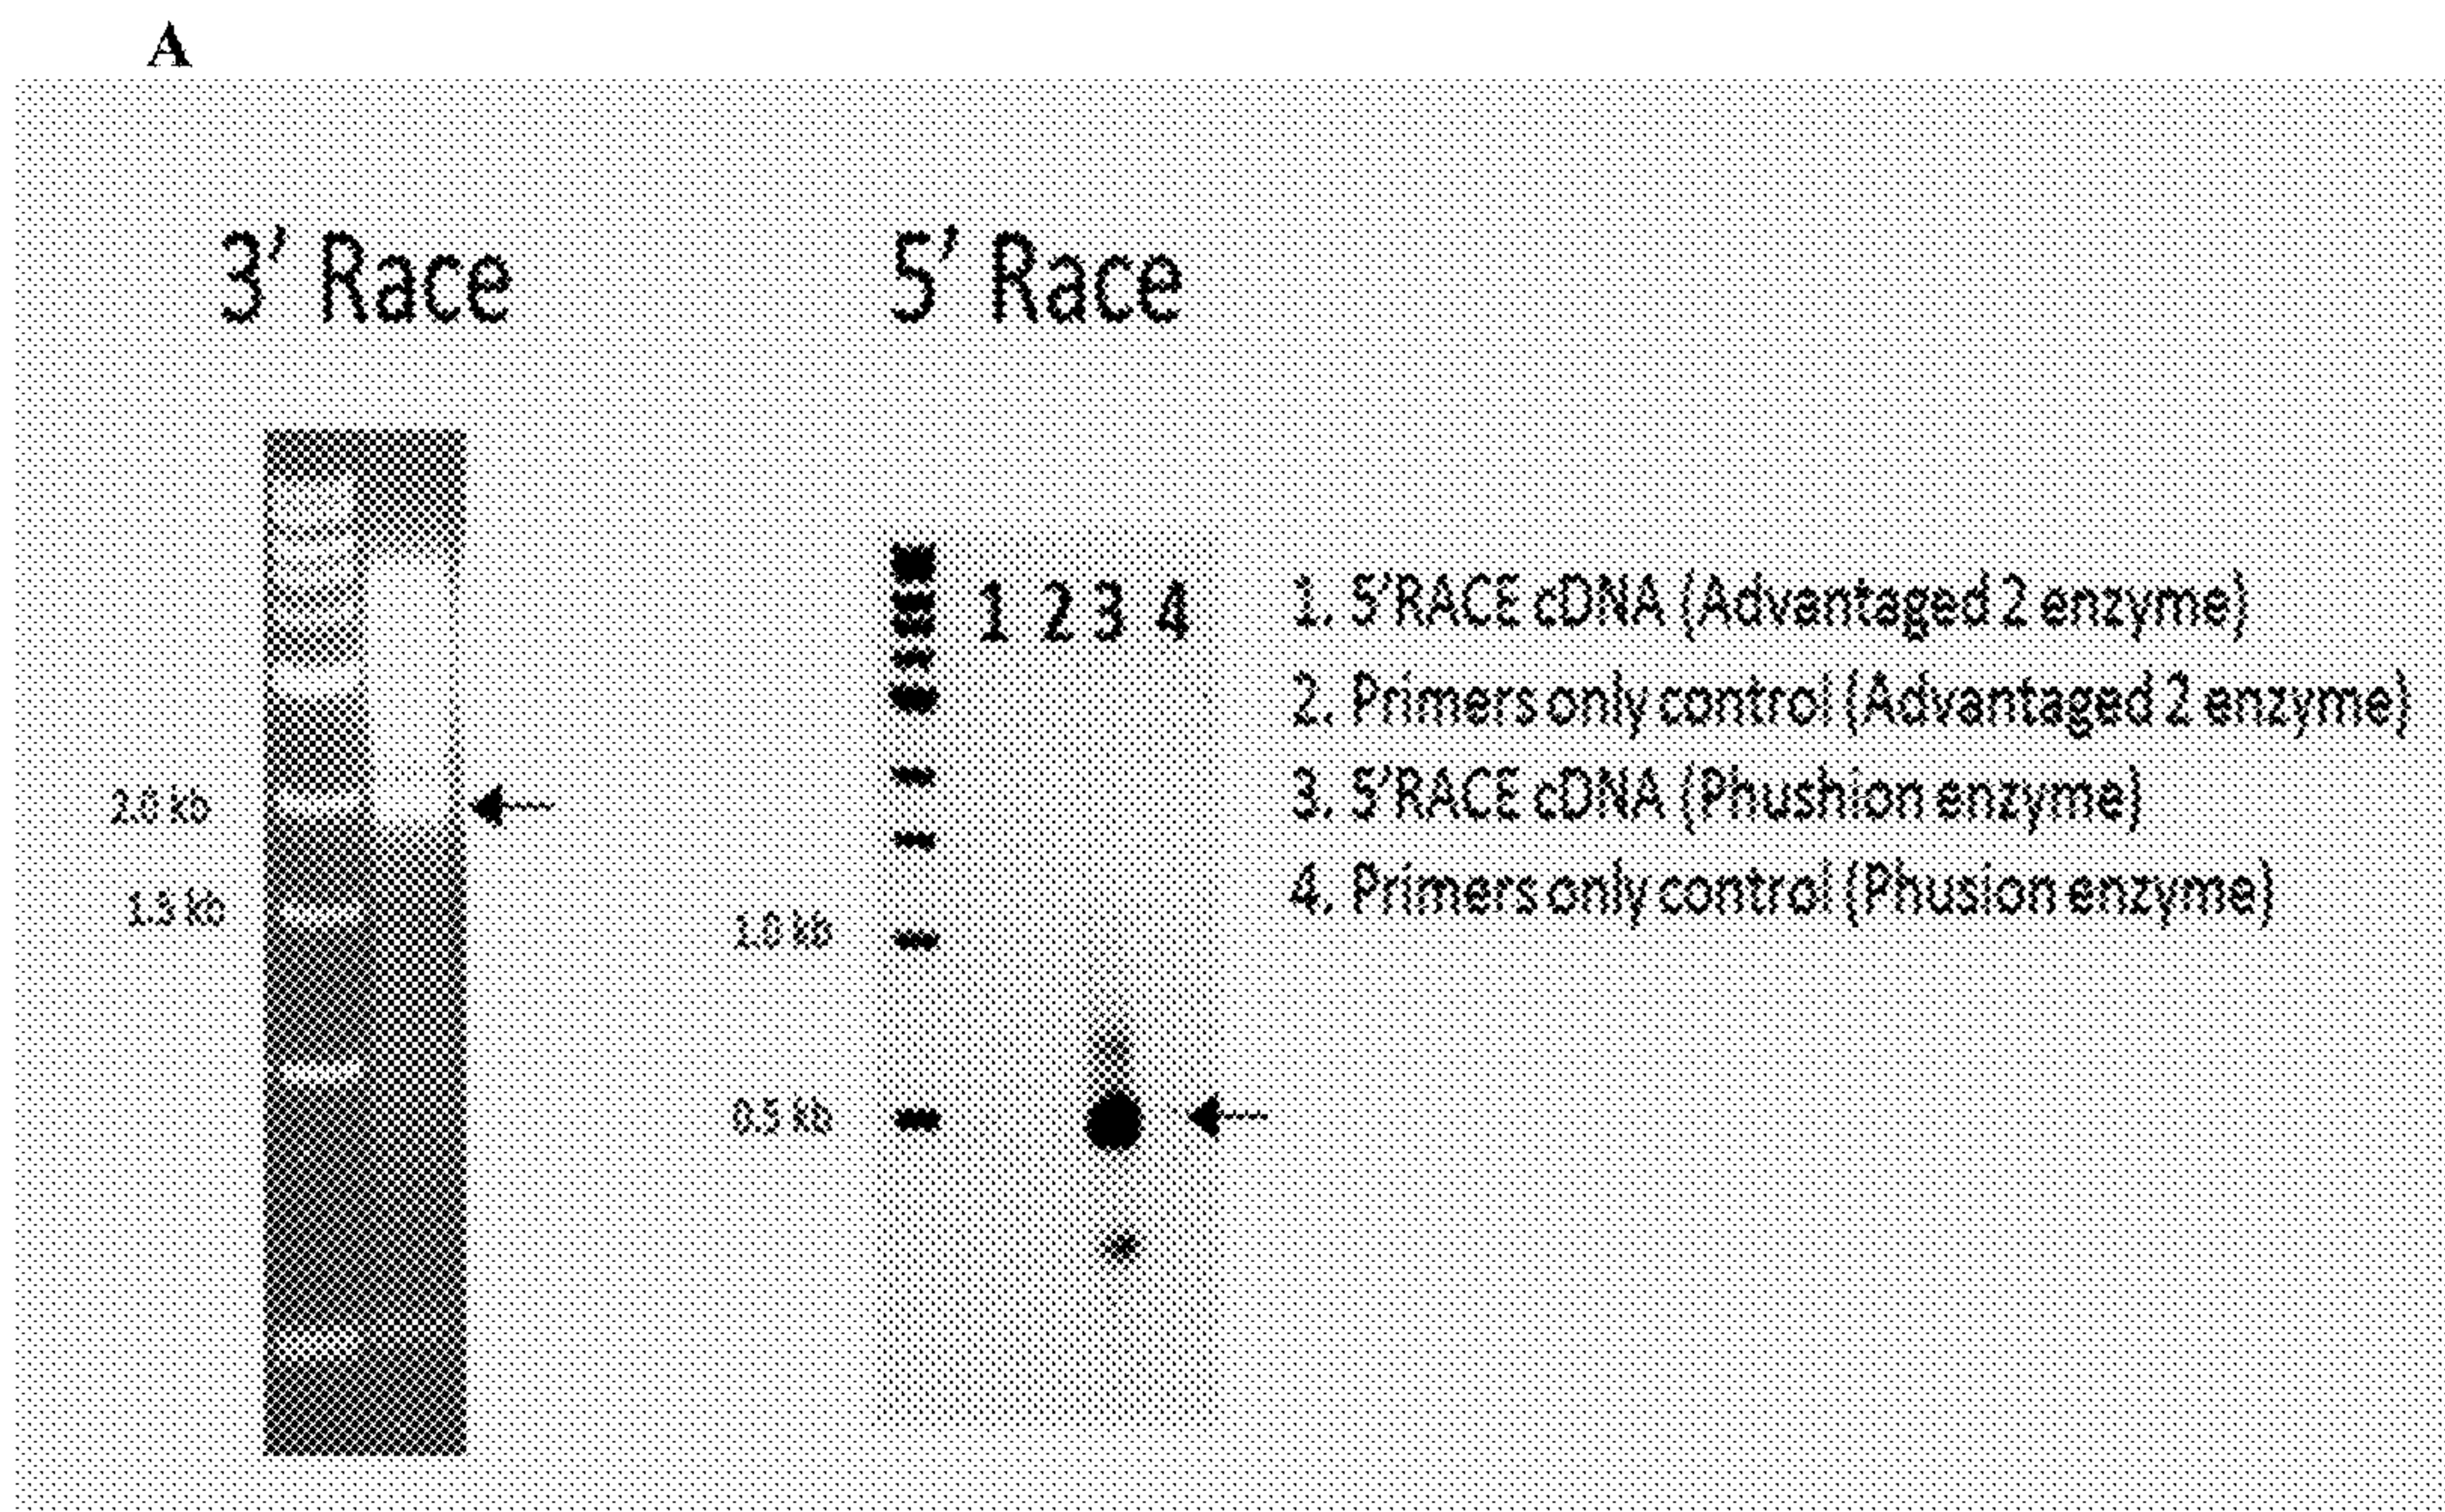 A
3' Race
5' Race
1 2 3 4
1. 5'RACE cDNA (Advantaged 2 enzyme)
2. Primers only control (Advantaged 2 enzyme)
3. 5'RACE cDNA (Phushion enzyme)
4. Primers only control (Phusion enzyme)
2.0 kb
1.5 kb
1.0 kb
0.5 kb